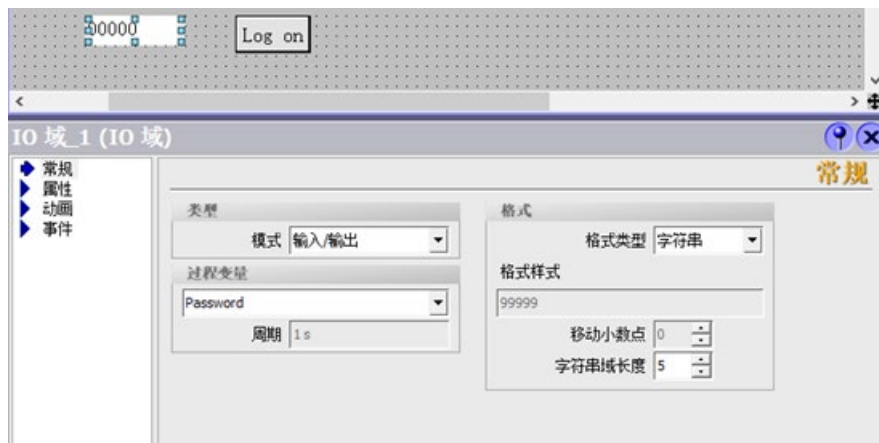 00000
Log on
IO 域_1 (IO 域)
常规
属性
动画
事件
常规
类型
模式 输入/输出
过程变量
Password
周期 1 s
格式
格式类型 字符串
格式样式
99999
移动小数点 0
字符串域长度 5